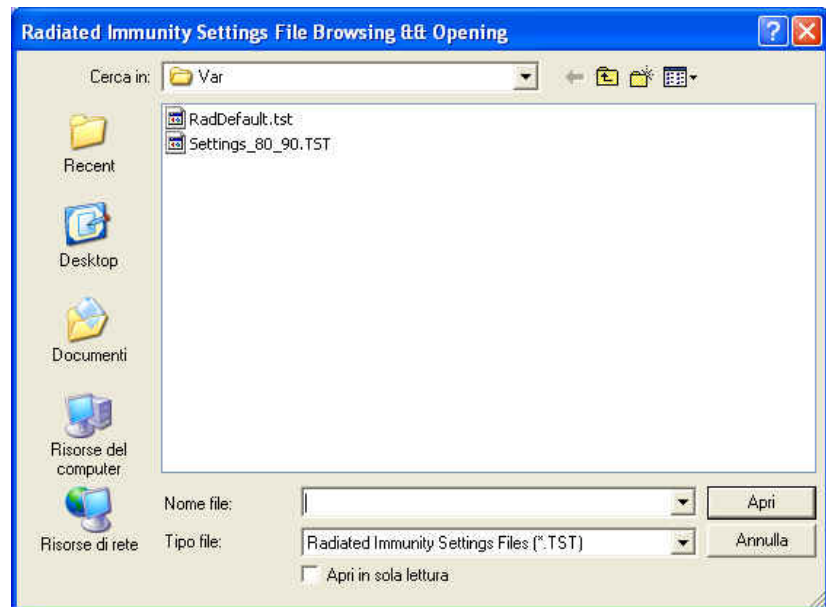 Radiated Immunity Settings File Browsing && Opening
Cerca in: Var
RadDefault.tst
Settings_80_90.TST
Recent
Desktop
Documenti
Risorse del
computer
Risorse di rete
Nome file:
Apri
Tipo file: Radiated Immunity Settings Files (*.TST)
Annulla
Apri in sola lettura